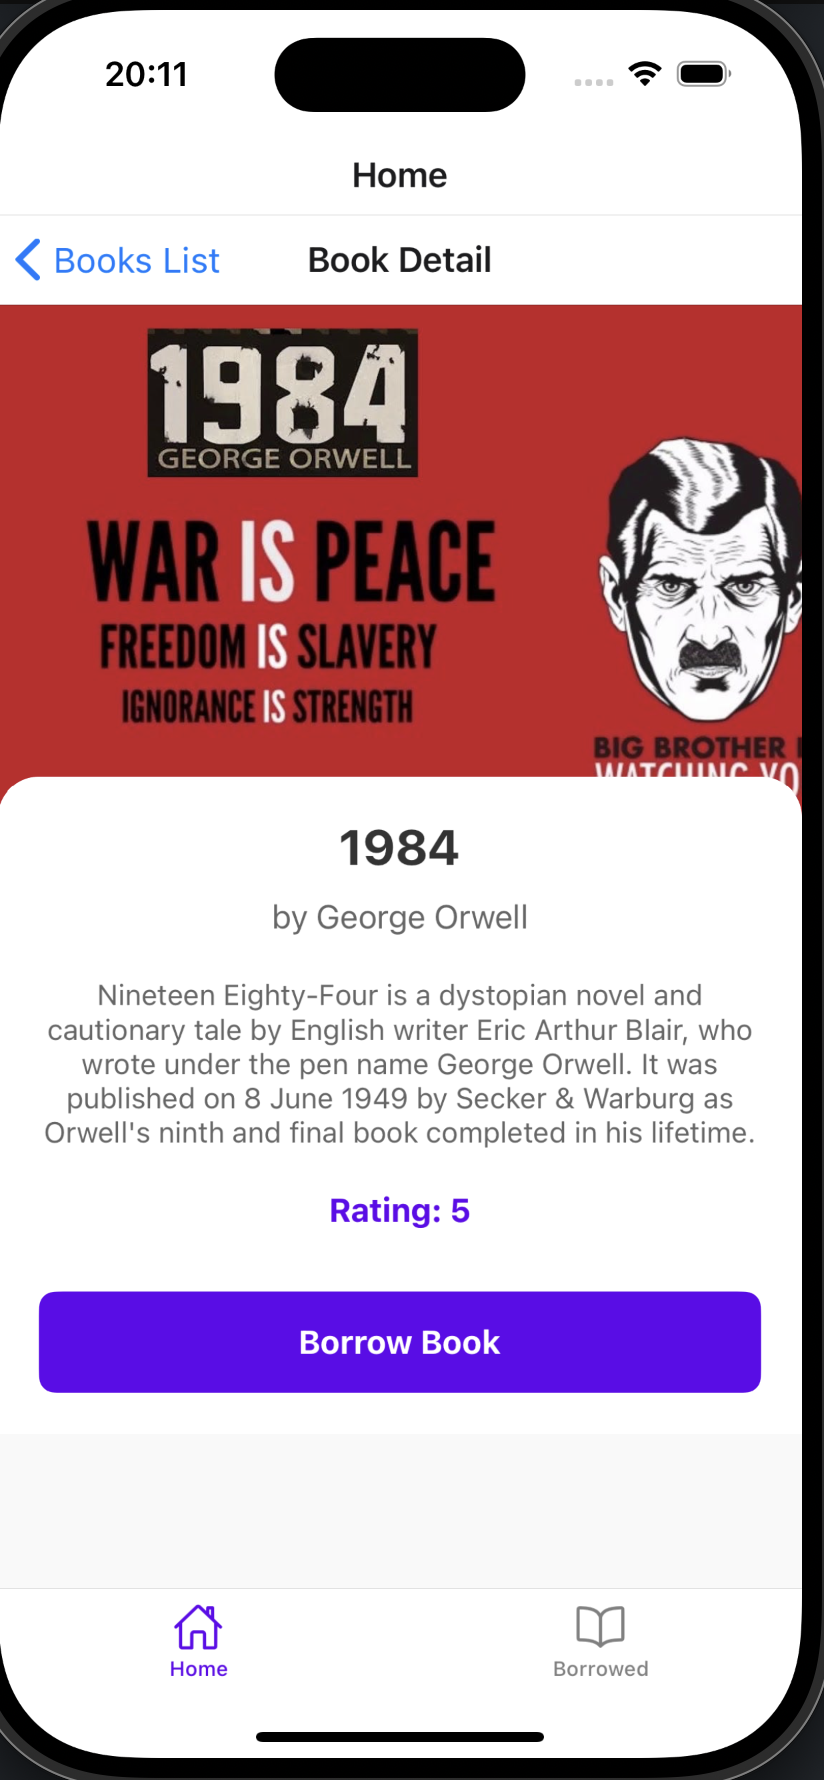 20:11
Home
Books List
Book Detail
1984
GEORGE ORWELL
WAR IS PEACE
FREEDOM IS SLAVERY
IGNORANCE IS STRENGTH
BIG BROTHER
WATCHING YO
1984
by George Orwell
Nineteen Eighty-Four is a dystopian novel and
cautionary tale by English writer Eric Arthur Blair, who
wrote under the pen name George Orwell. It was
published on 8 June 1949 by Secker & Warburg as
Orwell's ninth and final book completed in his lifetime.
Rating: 5
Borrow Book
Home
Borrowed